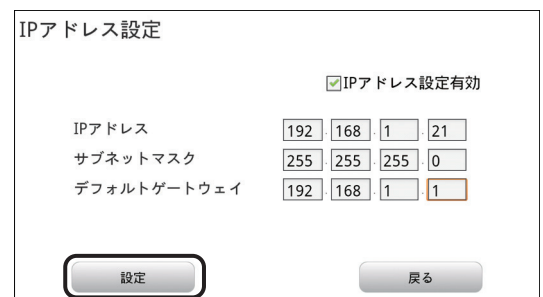 IPアドレス設定
IPアドレス設定有効
IPアドレス 192 . 168 . 1 . 21
サブネットマスク 255 . 255 . 255 . 0
デフォルトゲートウェイ 192 . 168 . 1 . 1
設定 戻る